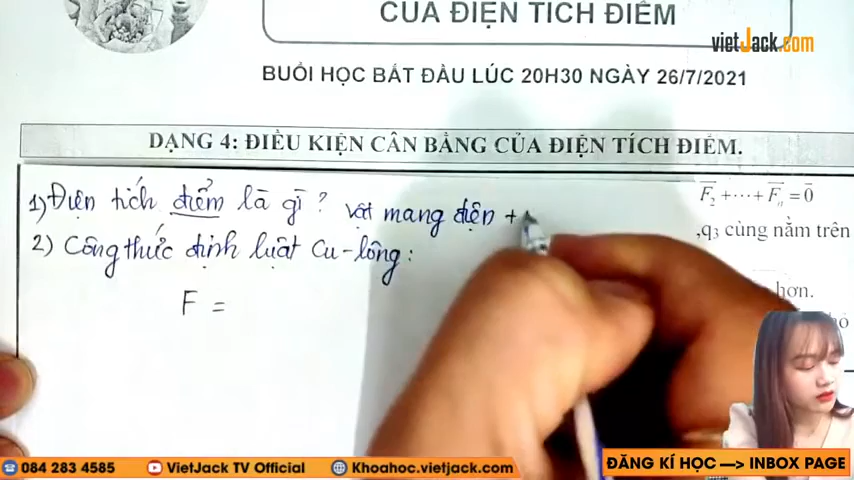 CỦA ĐIỆN TÍCH ĐIỂM
vietJack.com
BUỔI HỌC BẮT ĐẦU LÚC 20H30 NGÀY 26/7/2021
DẠNG 4: ĐIỀU KIỆN CÂN BẰNG CỦA ĐIỆN TÍCH ĐIỂM.
1) Điện tích điểm là gì ? Vật mang điện +
F₂ +⋯+ Fₙ = 0
2) Công thức định luật Cu-lông :
,q₃ cùng nằm trên
F =
hơn.
084 283 4585
VietJack TV Official
Khoahoc.vietjack.com
ĐĂNG KÍ HỌC —> INBOX PAGE